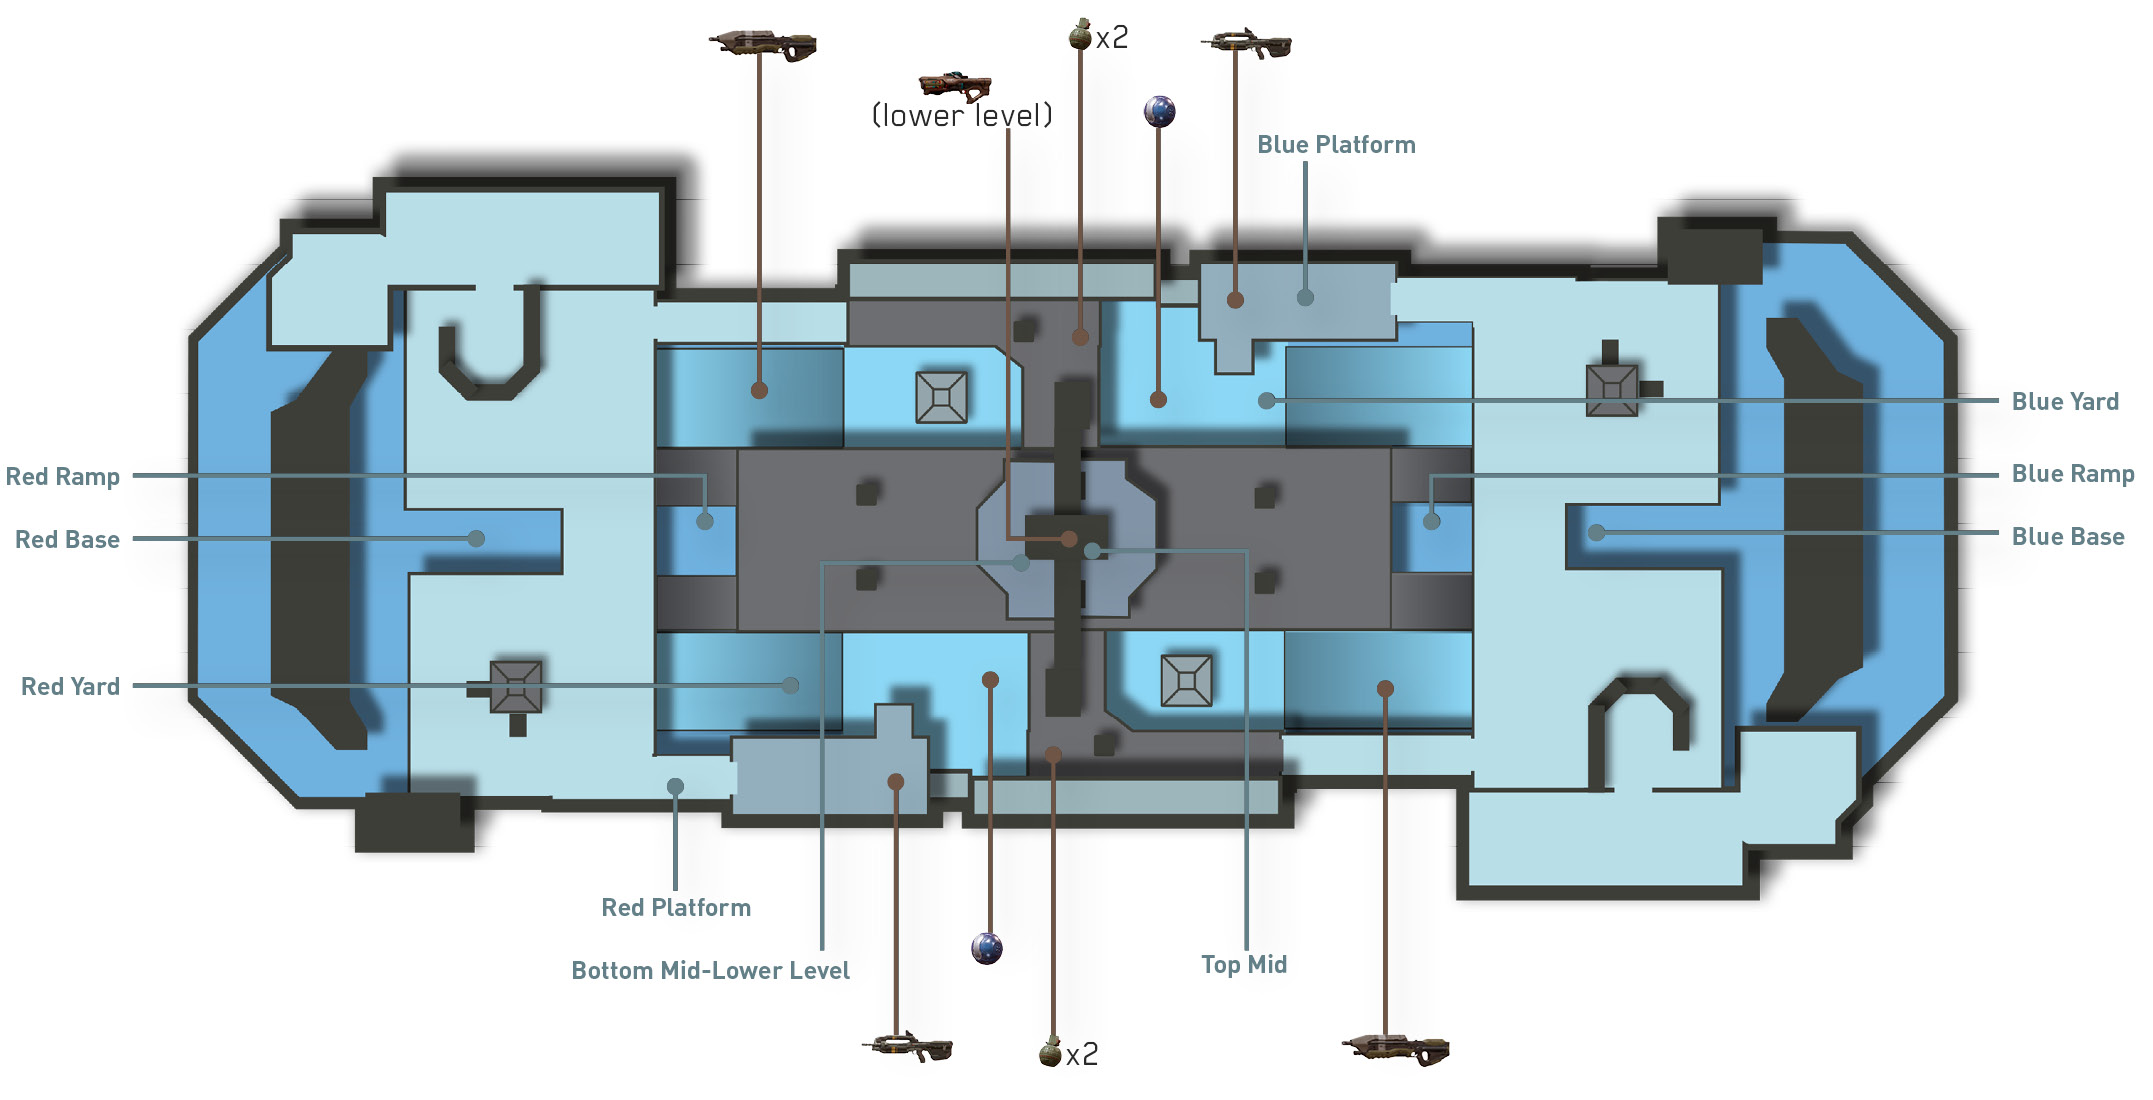 x2
(lower level)
Blue Platform
Blue Yard
Red Ramp
Blue Ramp
Red Base
Blue Base
Red Yard
Red Platform
Bottom Mid-Lower Level
Top Mid
x2